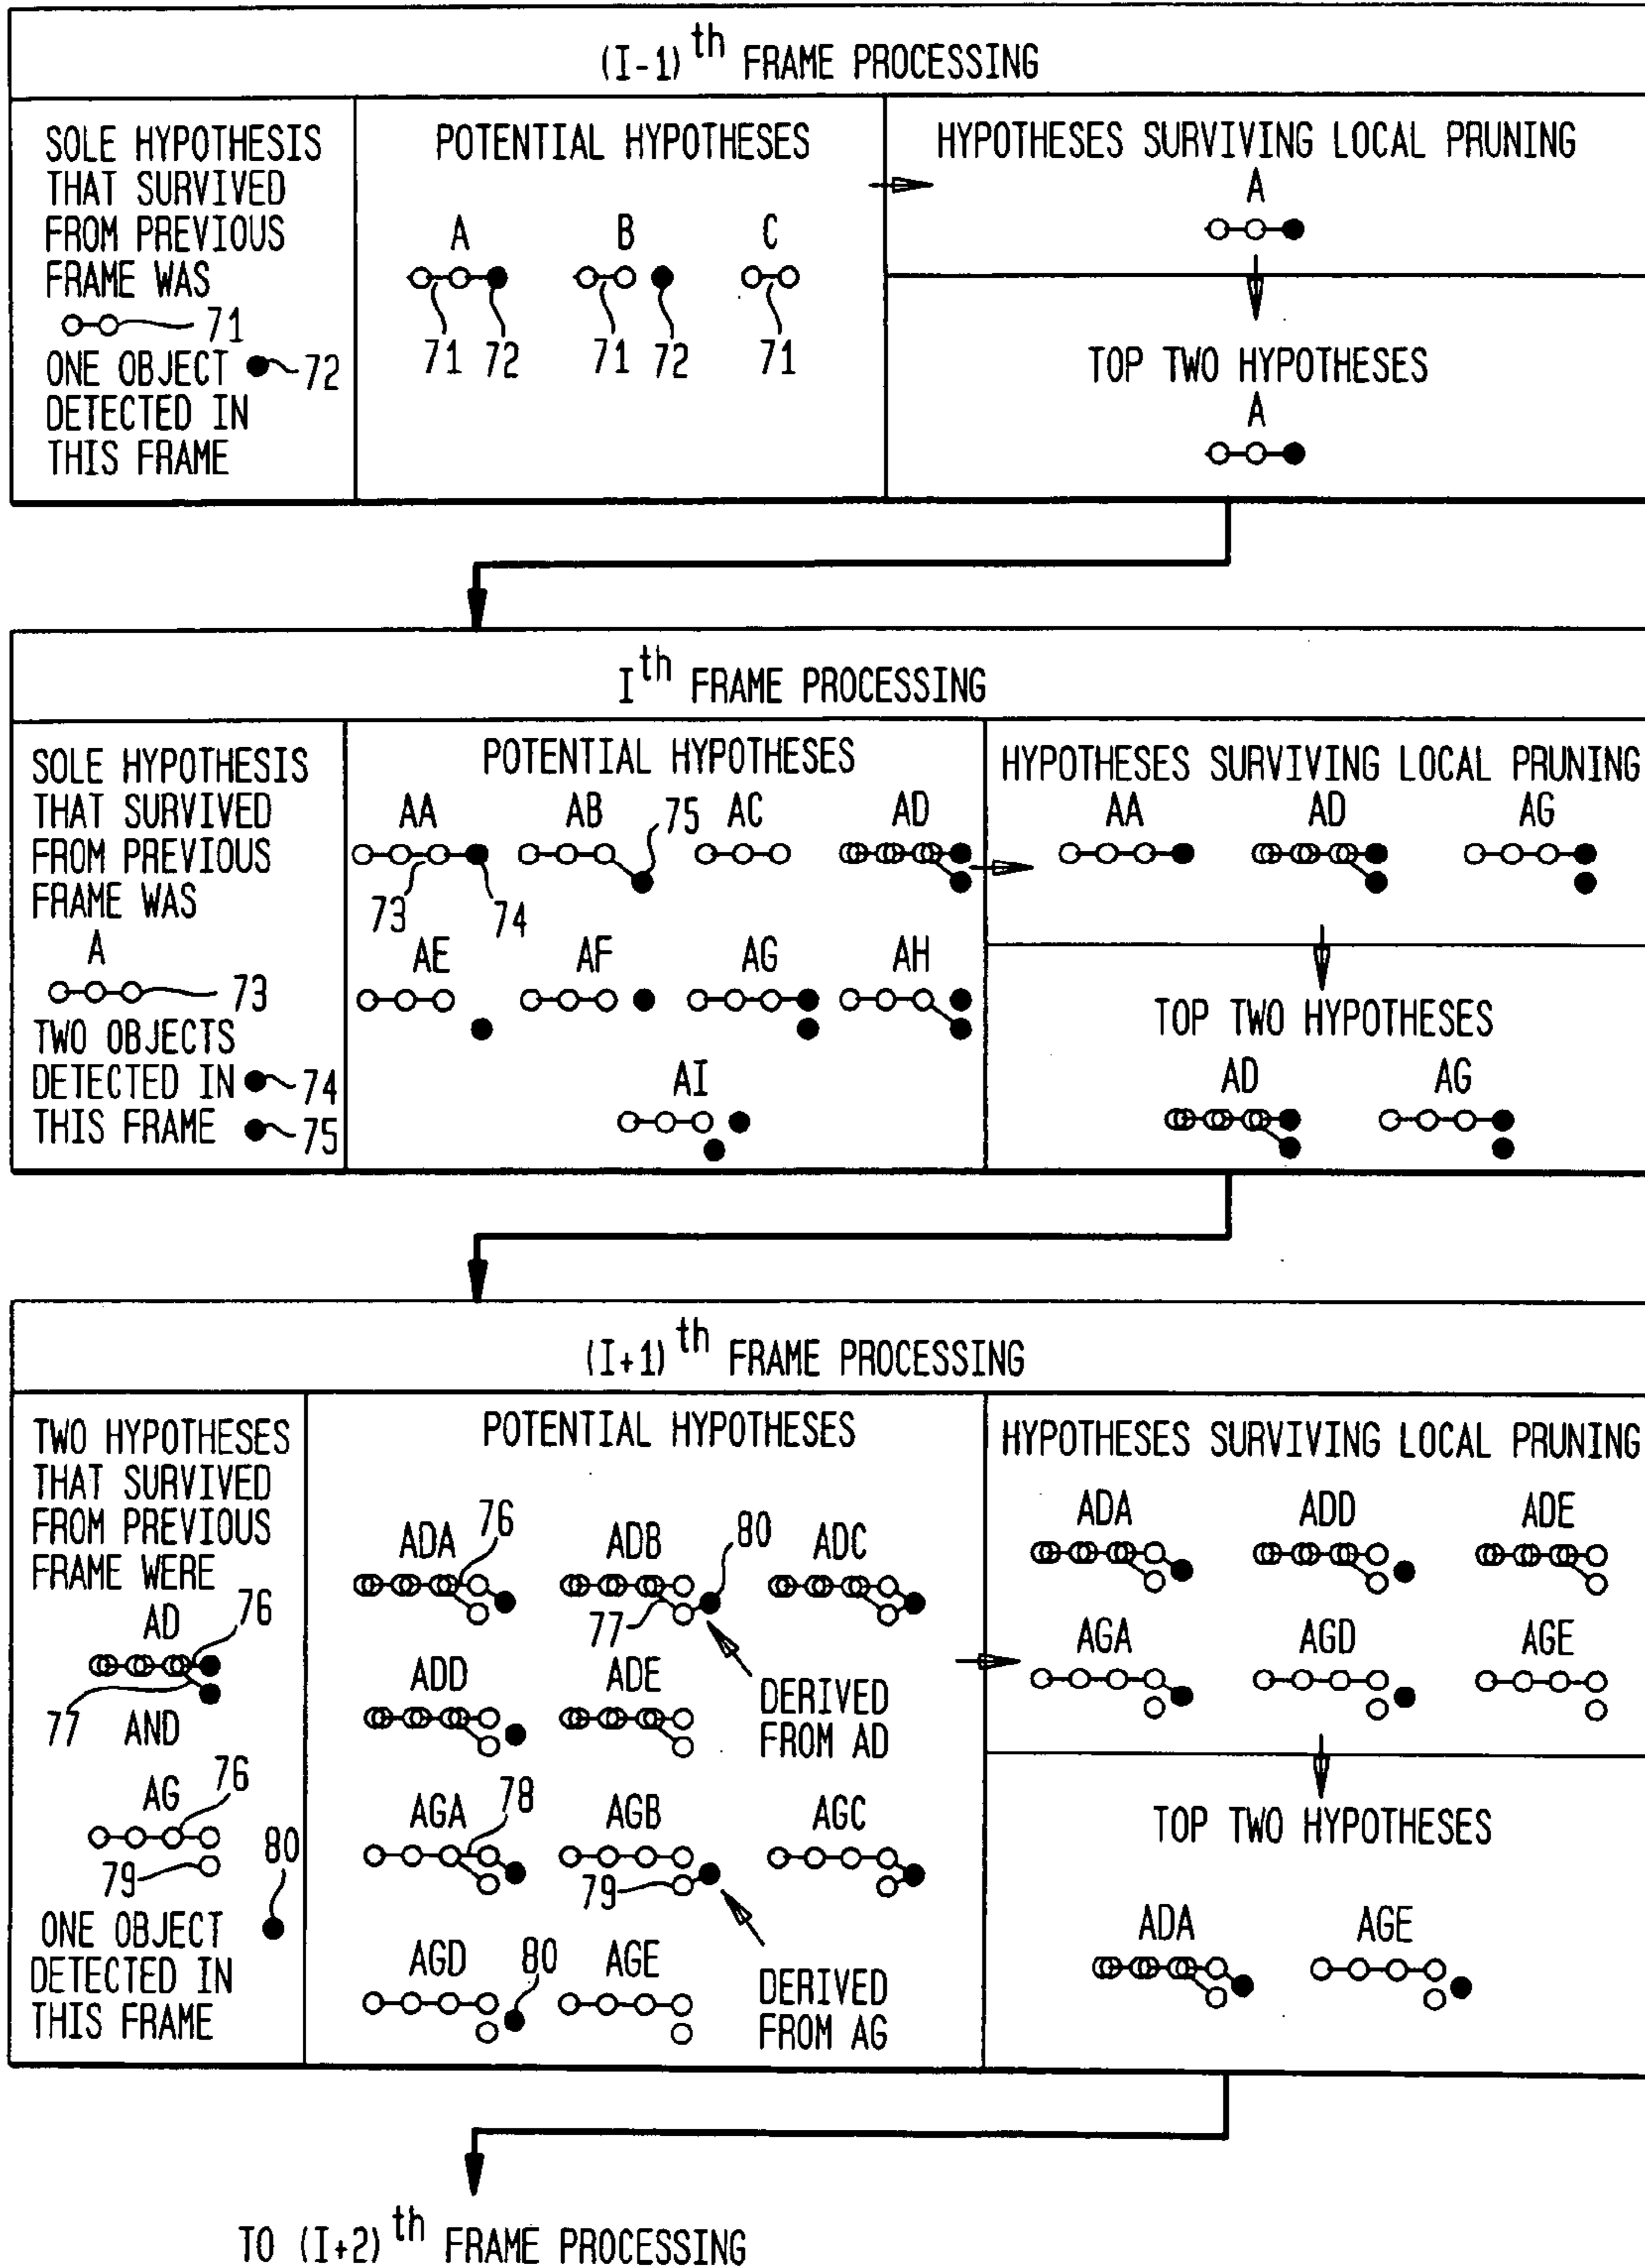 (I-1)th FRAME PROCESSING
SOLE HYPOTHESIS
THAT SURVIVED
FROM PREVIOUS
FRAME WAS
71
ONE OBJECT 72
DETECTED IN
THIS FRAME
POTENTIAL HYPOTHESES
A B C
71 72 71 72 71
HYPOTHESES SURVIVING LOCAL PRUNING
A
TOP TWO HYPOTHESES
A
Ith FRAME PROCESSING
SOLE HYPOTHESIS
THAT SURVIVED
FROM PREVIOUS
FRAME WAS
A
73
TWO OBJECTS
DETECTED IN 74
THIS FRAME 75
POTENTIAL HYPOTHESES
AA AB 75 AC AD
73 74
AE AF AG AH
AI
HYPOTHESES SURVIVING LOCAL PRUNING
AA AD AG
TOP TWO HYPOTHESES
AD AG
(I+1)th FRAME PROCESSING
TWO HYPOTHESES
THAT SURVIVED
FROM PREVIOUS
FRAME WERE
AD 76
77 AND
AG 76
79 80
ONE OBJECT
DETECTED IN
THIS FRAME
POTENTIAL HYPOTHESES
ADA 76 ADB 80 ADC
77
ADD ADE
DERIVED
FROM AD
AGA 78 AGB AGC
79
AGD 80 AGE
DERIVED
FROM AG
HYPOTHESES SURVIVING LOCAL PRUNING
ADA ADD ADE
AGA AGD AGE
TOP TWO HYPOTHESES
ADA AGE
TO (I+2)th FRAME PROCESSING